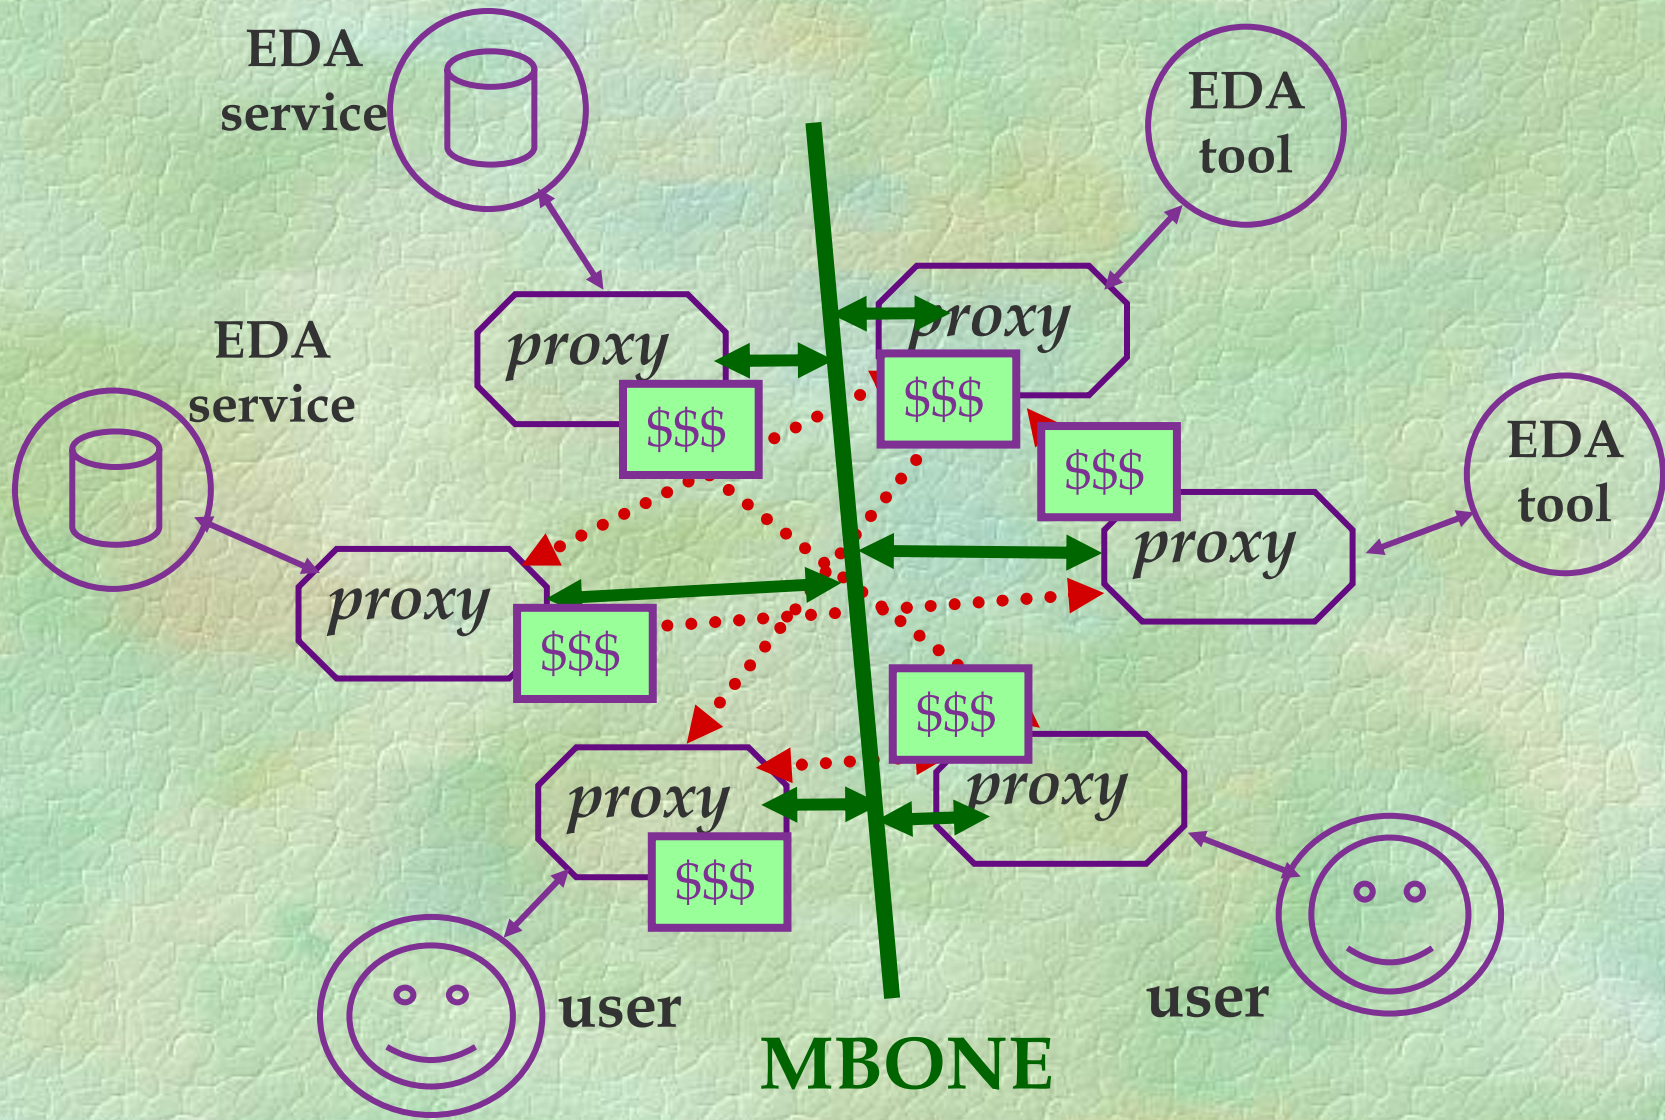 EDA
service
EDA
tool
proxy
proxy
$$$
$$$
EDA
service
$$$
EDA
tool
proxy
proxy
$$$
$$$
proxy
proxy
$$$
user
user
MBONE